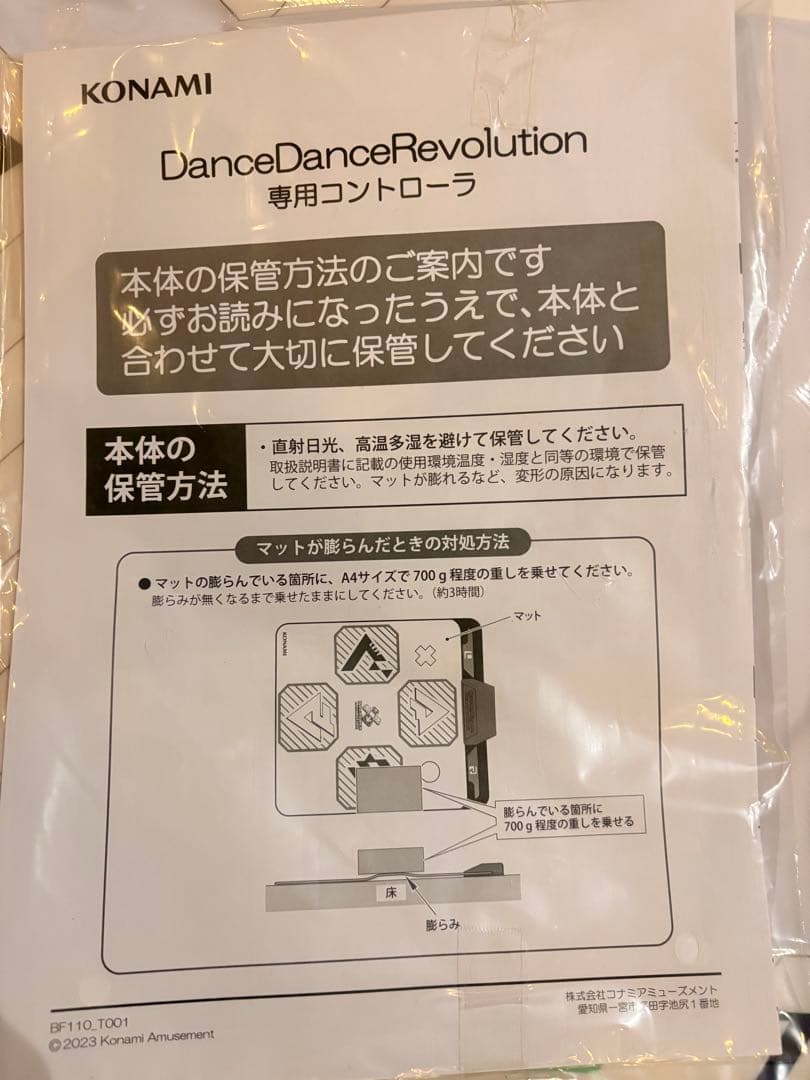 KONAMI
DanceDanceRevolution
専用コントローラ
本体の保管方法のご案内です
必ずお読みになったうえで、本体と
合わせて大切に保管してください
本体の
保管方法
・直射日光、高温多湿を避けて保管してください。
取扱説明書に記載の使用環境温度・湿度と同等の環境で保管
してください。マットが膨れるなど、変形の原因になります。
マットが膨らんだときの対処方法
● マットの膨らんでいる箇所に、A4サイズで 700 g 程度の重しを乗せてください。
膨らみが無くなるまで乗せたままにしてください。（約3時間）
マット
KONAMI
膨らんでいる箇所に
700 g 程度の重しを乗せる
床
膨らみ
BF110_T001
©2023 Konami Amusement
株式会社コナミアミューズメント
愛知県一宮市 田字池尻1番地